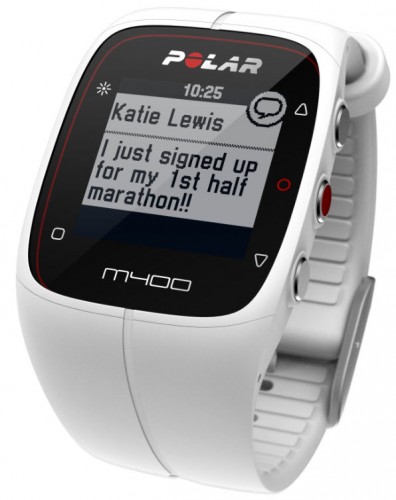 POLAR
10:25
Katie Lewis
I just signed up
for my 1st half
marathon!!
M400